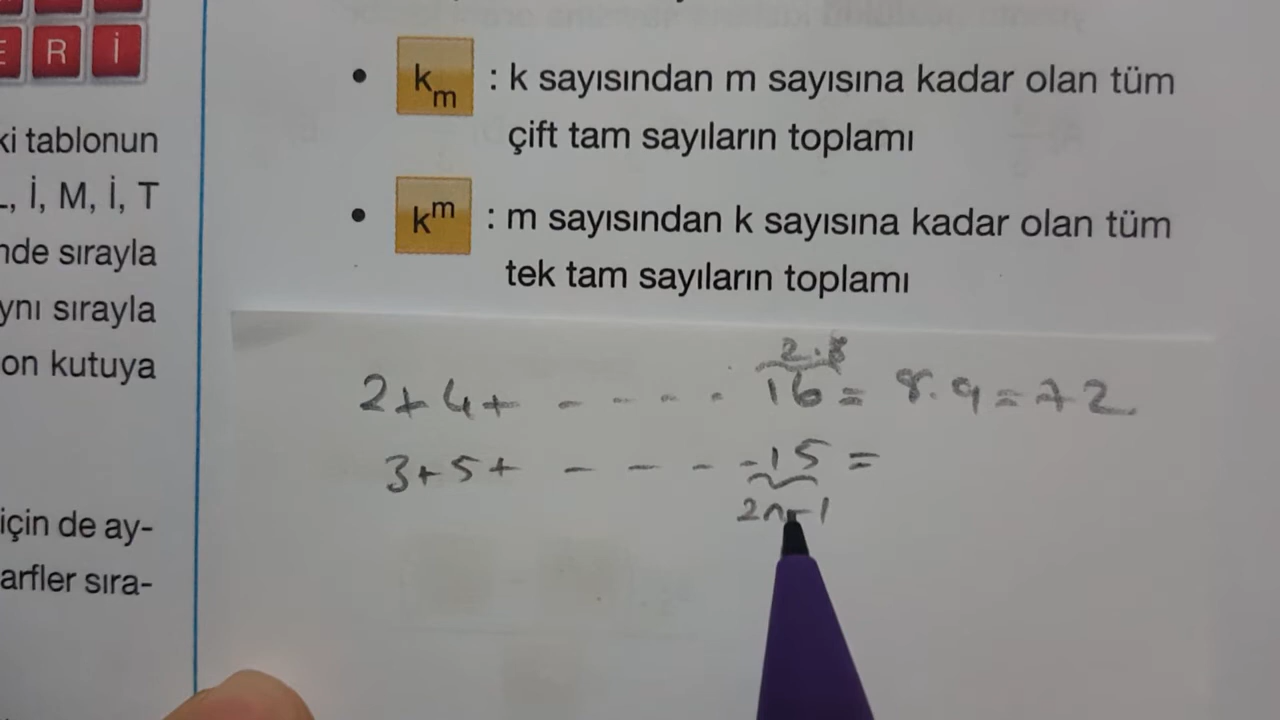 E R İ
ki tablonun
L, İ, M, İ, T
nde sırayla
ynı sırayla
on kutuya
için de ay-
arfler sıra-
• k_m : k sayısından m sayısına kadar olan tüm
çift tam sayıların toplamı
• k^m : m sayısından k sayısına kadar olan tüm
tek tam sayıların toplamı
2.8
2+4+ - - - - . 16 = 8.9=72
3+5+ - - - - 15 =
2n-1